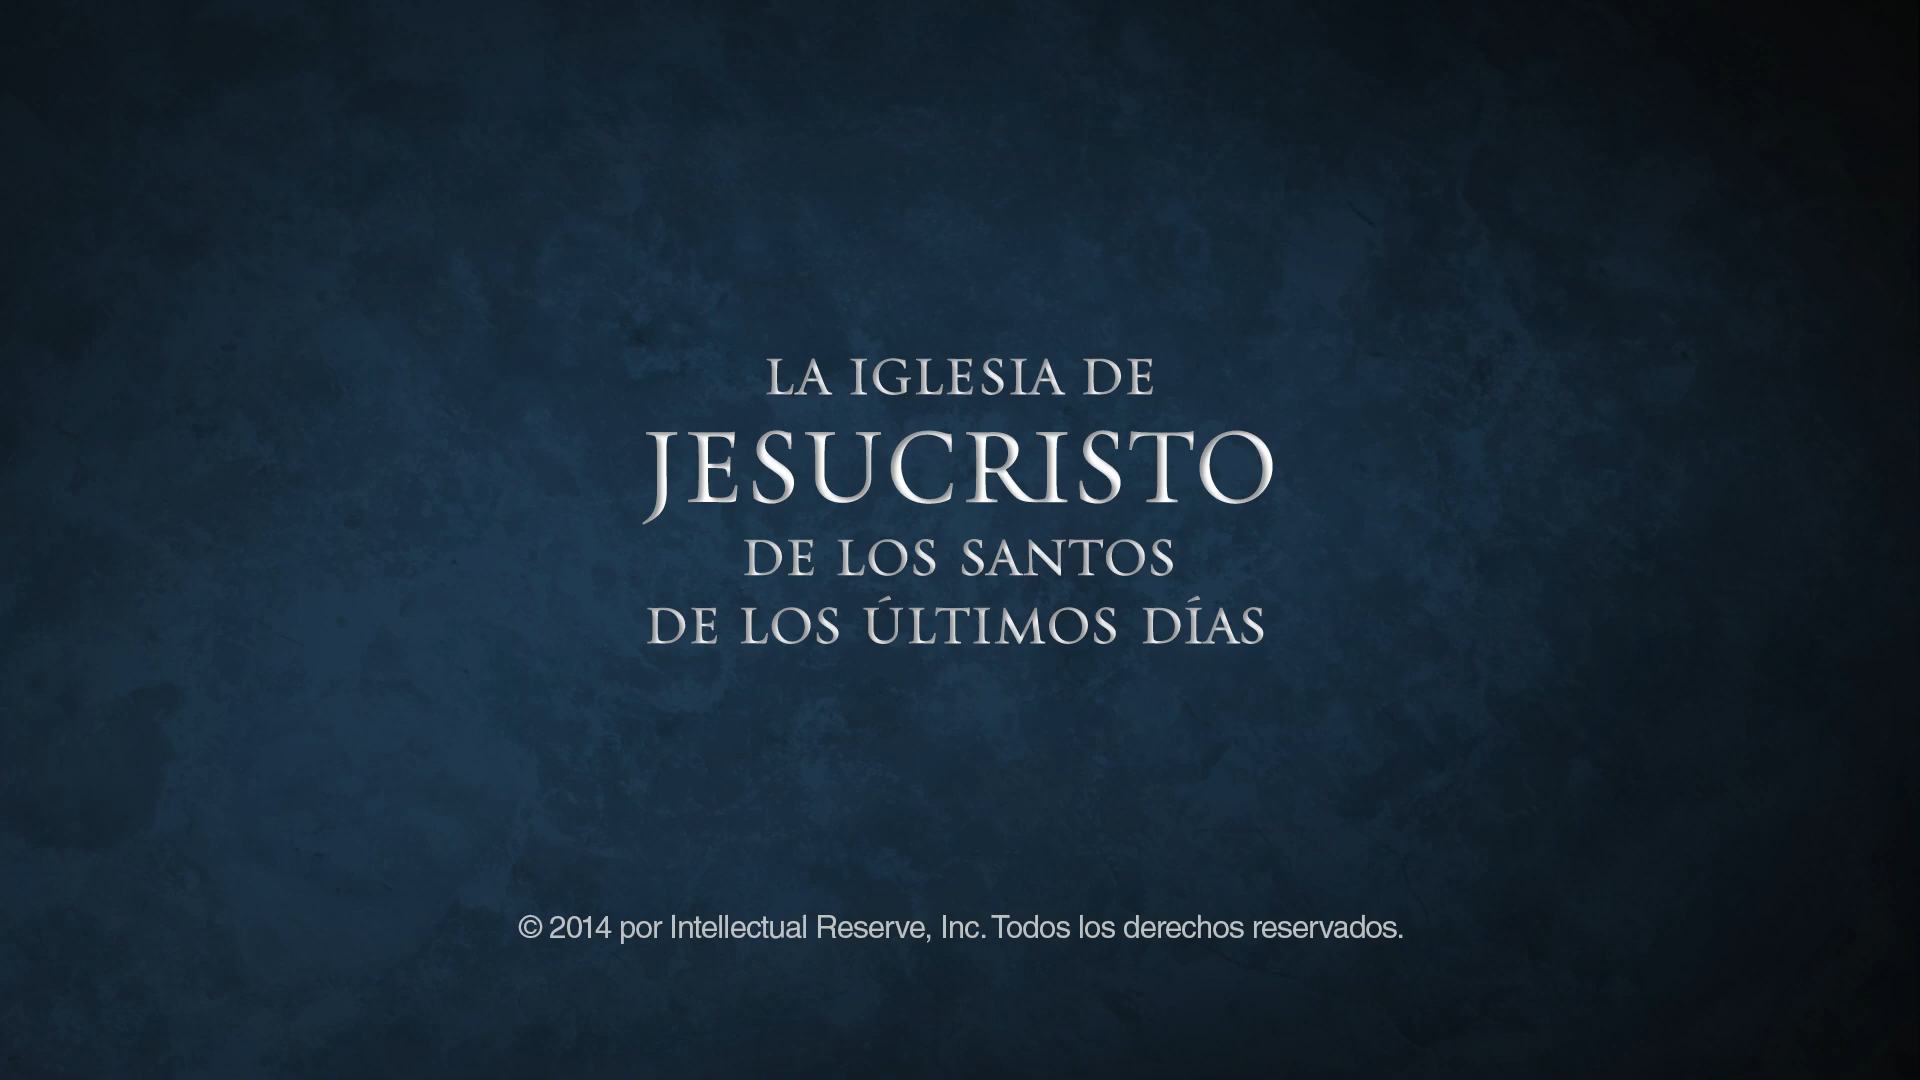 LA IGLESIA DE
JESUCRISTO
DE LOS SANTOS
DE LOS ÚLTIMOS DÍAS
© 2014 por Intellectual Reserve, Inc. Todos los derechos reservados.